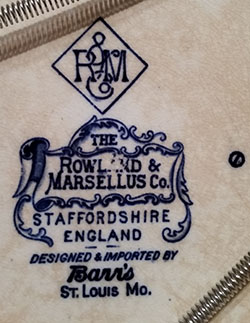 R&M
THE
ROWLAND &
MARSELLUS CO.
STAFFORDSHIRE
ENGLAND
DESIGNED & IMPORTED BY
Barr's
ST. LOUIS MO.